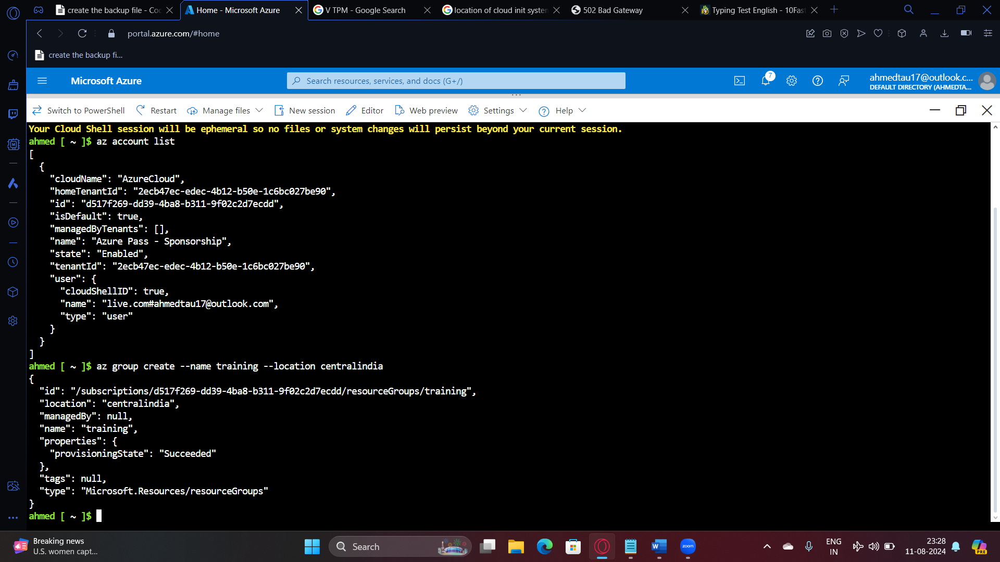 create the backup file - Coc
Home - Microsoft Azure
V TPM - Google Search
location of cloud init system
502 Bad Gateway
Typing Test English - 10Fast
portal.azure.com/#home
create the backup fi...
Microsoft Azure
Search resources, services, and docs (G+/)
7
ahmedtau17@outlook.c...
DEFAULT DIRECTORY (AHMEDTA...
Switch to PowerShell
Restart
Manage files
New session
Editor
Web preview
Settings
Help
Your Cloud Shell session will be ephemeral so no files or system changes will persist beyond your current session.
ahmed [ ~ ]$ az account list
[
  {
    "cloudName": "AzureCloud",
    "homeTenantId": "2ecb47ec-edec-4b12-b50e-1c6bc027be90",
    "id": "d517f269-dd39-4ba8-b311-9f02c2d7ecdd",
    "isDefault": true,
    "managedByTenants": [],
    "name": "Azure Pass - Sponsorship",
    "state": "Enabled",
    "tenantId": "2ecb47ec-edec-4b12-b50e-1c6bc027be90",
    "user": {
      "cloudShellID": true,
      "name": "live.com#ahmedtau17@outlook.com",
      "type": "user"
    }
  }
]
ahmed [ ~ ]$ az group create --name training --location centralindia
{
  "id": "/subscriptions/d517f269-dd39-4ba8-b311-9f02c2d7ecdd/resourceGroups/training",
  "location": "centralindia",
  "managedBy": null,
  "name": "training",
  "properties": {
    "provisioningState": "Succeeded"
  },
  "tags": null,
  "type": "Microsoft.Resources/resourceGroups"
}
ahmed [ ~ ]$
Breaking news
U.S. women capt...
Search
zoom
ENG
IN
23:28
11-08-2024
PRE